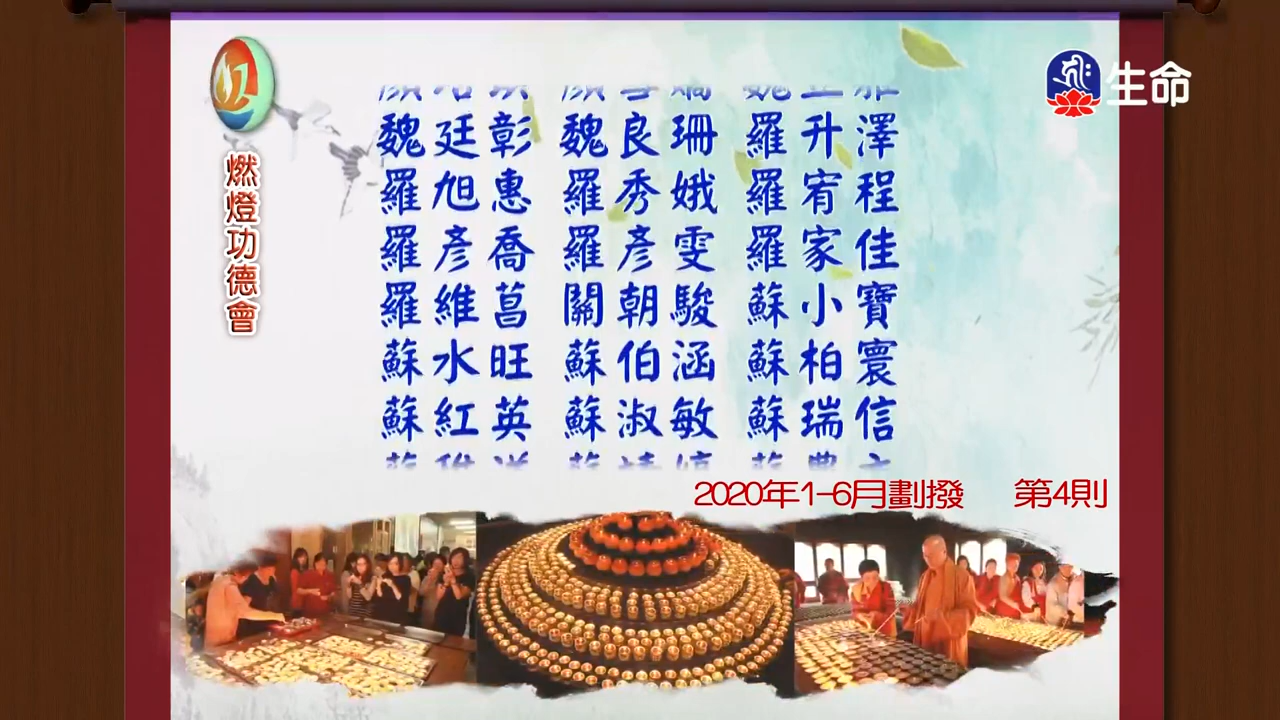 生命
燃燈功德會
魏廷彰 魏良珊 羅升澤
羅旭惠 羅秀娥 羅宥程
羅彥喬 羅彥雯 羅家佳
羅維菖 關朝駿 蘇小寶
蘇水旺 蘇伯涵 蘇柏寰
蘇紅英 蘇淑敏 蘇瑞信
2020年1-6月劃撥 第4則